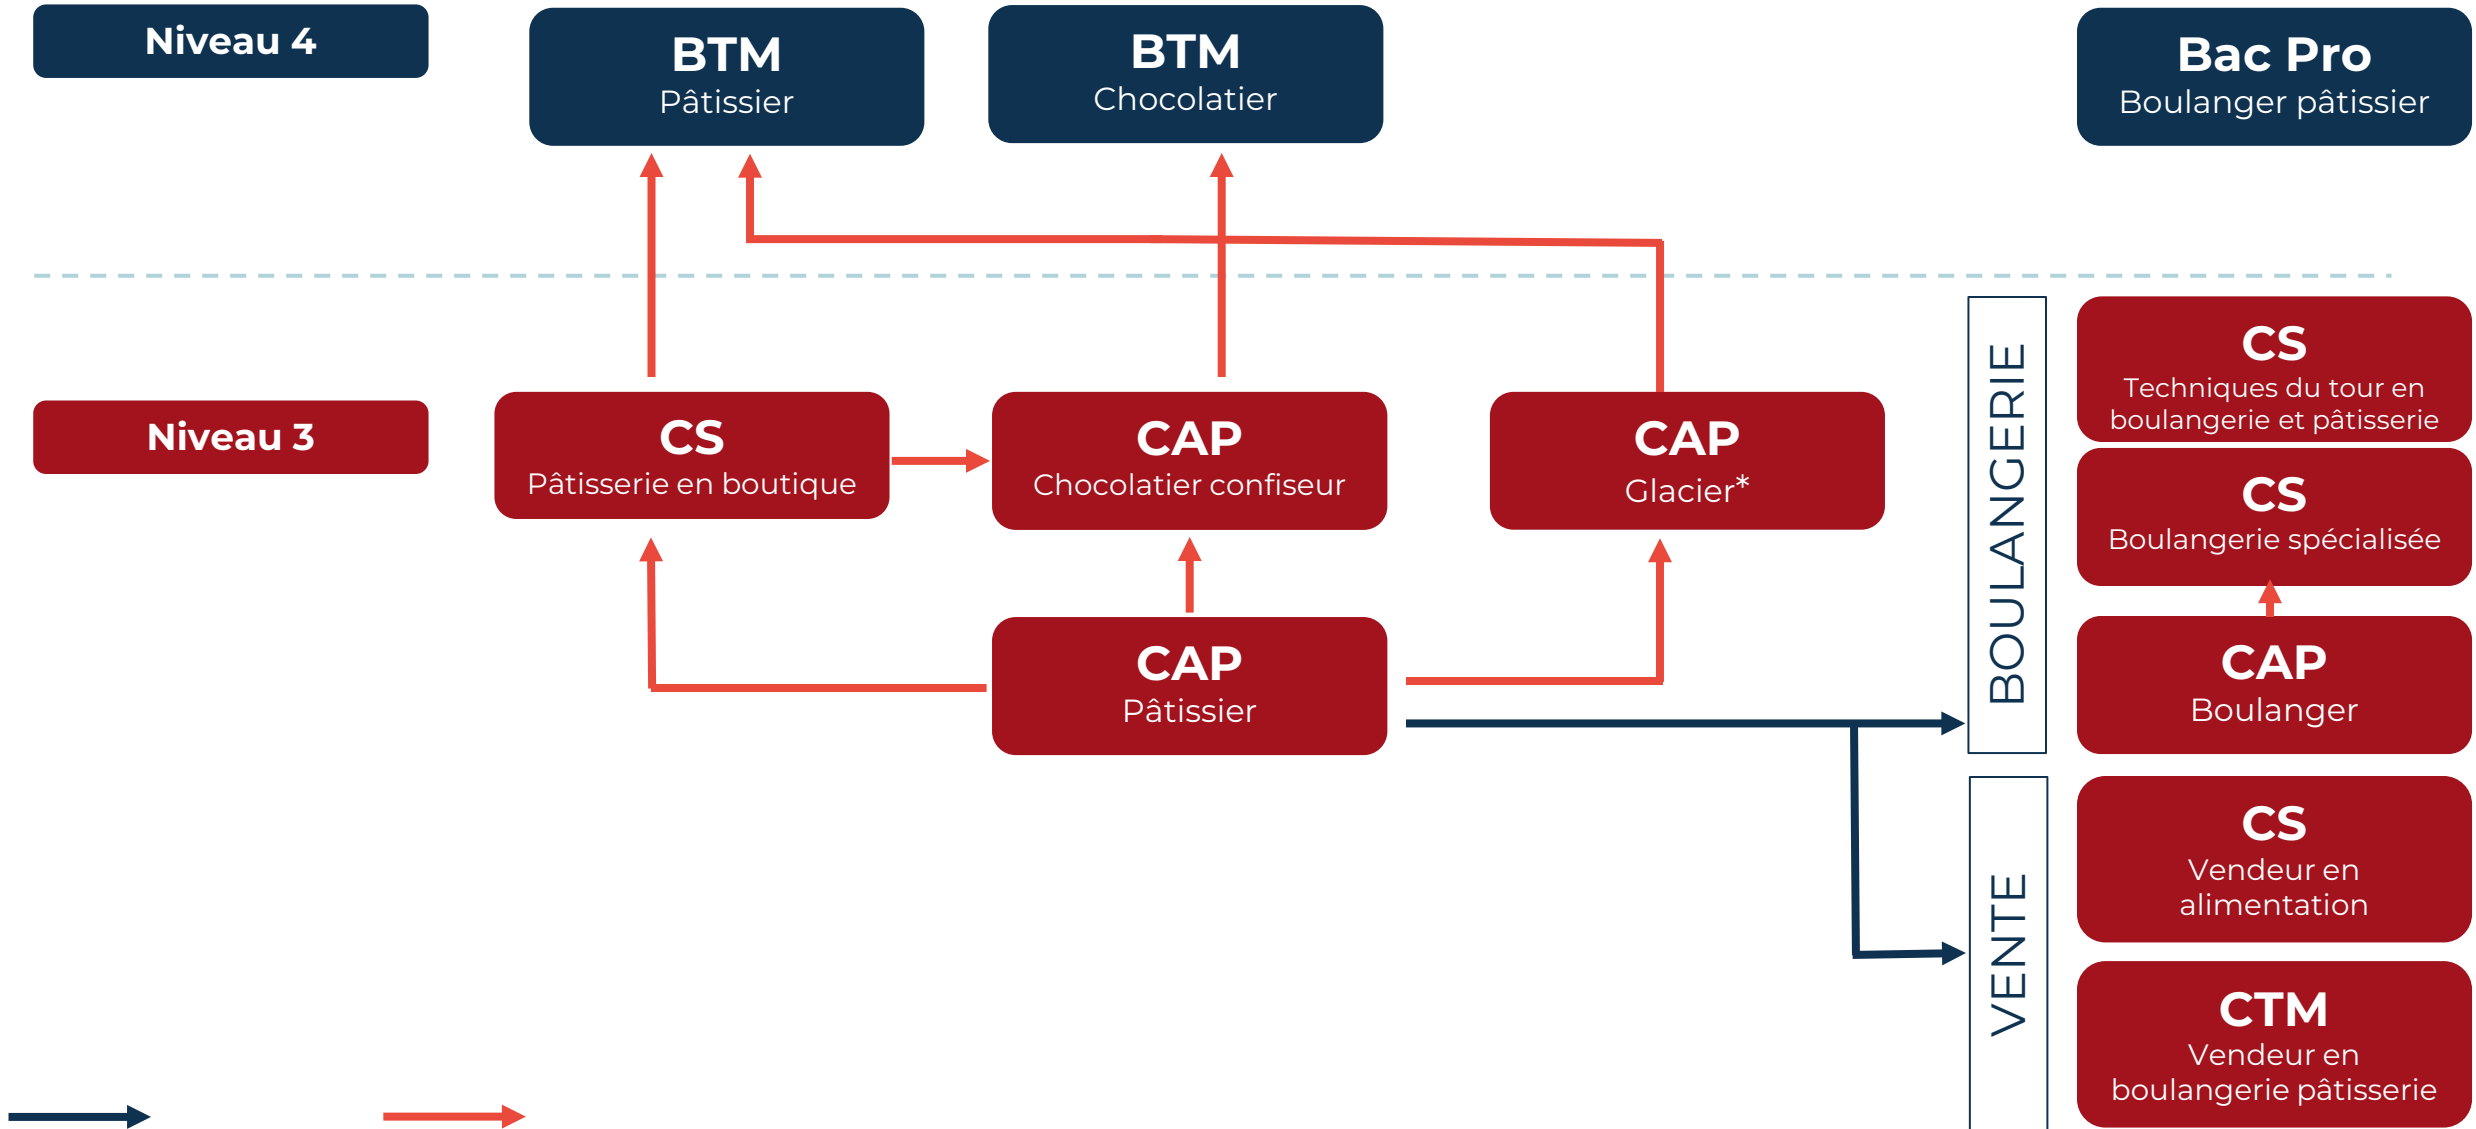 Niveau 4
BTM
Pâtissier
BTM
Chocolatier
Bac Pro
Boulanger pâtissier
Niveau 3
CS
Pâtisserie en boutique
CAP
Chocolatier confiseur
CAP
Glacier*
CAP
Pâtissier
BOULANGERIE
CS
Techniques du tour en
boulangerie et pâtisserie
CS
Boulangerie spécialisée
CAP
Boulanger
VENTE
CS
Vendeur en
alimentation
CTM
Vendeur en
boulangerie pâtisserie